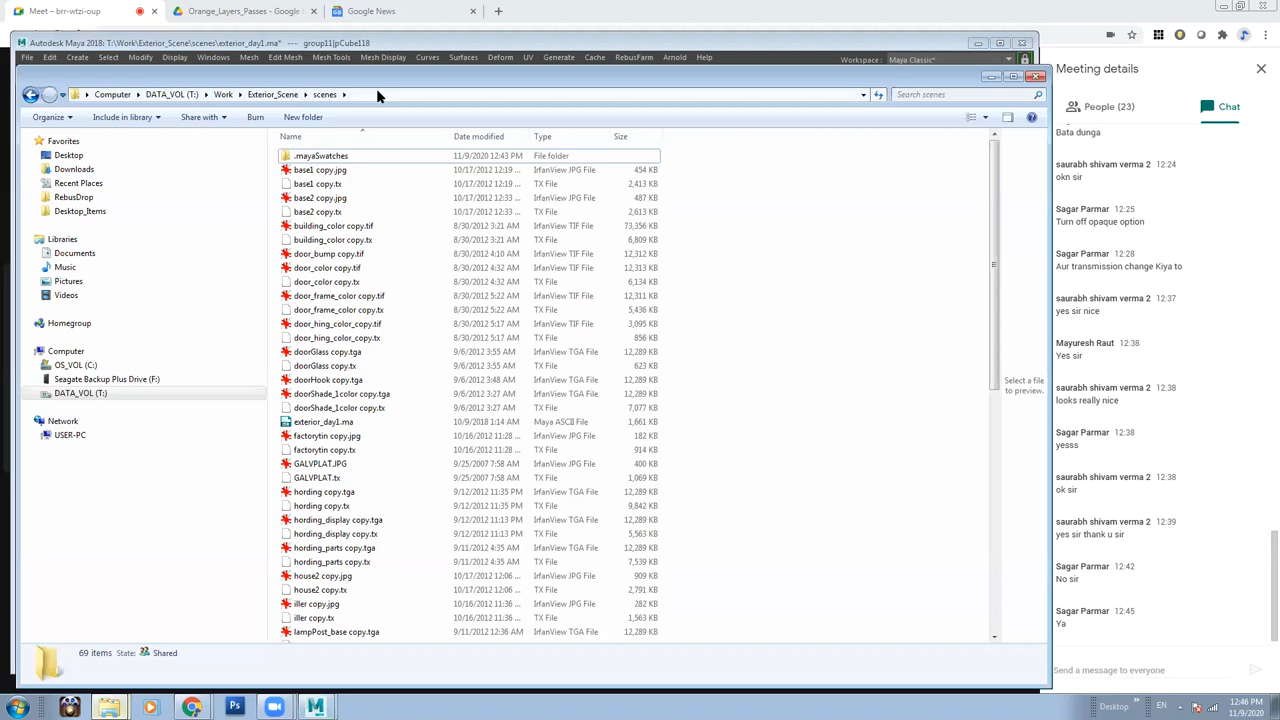 Meet – brr-wtzi-oup
Orange_Layers_Passes - Google
Google News
Autodesk Maya 2018: T:\Work\Exterior_Scene\scenes\exterior_day1.ma* --- group11|pCube118
File Edit Create Select Modify Display Windows Mesh Edit Mesh Mesh Tools Mesh Display Curves Surfaces Deform UV Generate Cache RebusFarm Arnold Help
Workspace : Maya Classic*
Computer DATA_VOL (T:) Work Exterior_Scene scenes
Search scenes
Organize Include in library Share with Burn New folder
Favorites
Desktop
Downloads
Recent Places
RebusDrop
Desktop_Items
Libraries
Documents
Music
Pictures
Videos
Homegroup
Computer
OS_VOL (C:)
Seagate Backup Plus Drive (F:)
DATA_VOL (T:)
Network
USER-PC
Name Date modified Type Size
.mayaSwatches 11/9/2020 12:43 PM File folder
base1 copy.jpg 10/17/2012 12:19 ... IrfanView JPG File 454 KB
base1 copy.tx 10/17/2012 12:19 ... TX File 2,413 KB
base2 copy.jpg 10/17/2012 12:33 ... IrfanView JPG File 487 KB
base2 copy.tx 10/17/2012 12:33 ... TX File 2,613 KB
building_color copy.tif 8/30/2012 3:21 AM IrfanView TIF File 73,356 KB
building_color copy.tx 8/30/2012 3:21 AM TX File 6,809 KB
door_bump copy.tif 8/30/2012 4:10 AM IrfanView TIF File 12,312 KB
door_color copy.tif 8/30/2012 4:32 AM IrfanView TIF File 12,313 KB
door_color copy.tx 8/30/2012 4:32 AM TX File 6,134 KB
door_frame_color copy.tif 8/30/2012 5:22 AM IrfanView TIF File 12,311 KB
door_frame_color copy.tx 8/30/2012 5:22 AM TX File 5,436 KB
door_hing_color_copy.tif 8/30/2012 5:17 AM IrfanView TIF File 3,095 KB
door_hing_color_copy.tx 8/30/2012 5:17 AM TX File 856 KB
doorGlass copy.tga 9/6/2012 3:55 AM IrfanView TGA File 12,289 KB
doorGlass copy.tx 9/6/2012 3:55 AM TX File 623 KB
doorHook copy.tga 9/6/2012 3:48 AM IrfanView TGA File 12,289 KB
doorShade_1color copy.tga 9/6/2012 3:27 AM IrfanView TGA File 12,289 KB
doorShade_1color copy.tx 9/6/2012 3:27 AM TX File 7,077 KB
exterior_day1.ma 10/9/2018 1:14 AM Maya ASCII File 1,661 KB
factorytin copy.jpg 10/16/2012 11:28 ... IrfanView JPG File 182 KB
factorytin copy.tx 10/16/2012 11:28 ... TX File 914 KB
GALVPLAT.JPG 9/25/2007 7:58 AM IrfanView JPG File 400 KB
GALVPLAT.tx 9/25/2007 7:58 AM TX File 1,069 KB
hording copy.tga 9/12/2012 11:35 PM IrfanView TGA File 12,289 KB
hording copy.tx 9/12/2012 11:35 PM TX File 9,842 KB
hording_display copy.tga 9/12/2012 11:13 PM IrfanView TGA File 12,289 KB
hording_display copy.tx 9/12/2012 11:13 PM TX File 5,563 KB
hording_parts copy.tga 9/11/2012 4:35 AM IrfanView TGA File 12,289 KB
hording_parts copy.tx 9/11/2012 4:35 AM TX File 7,539 KB
house2 copy.jpg 10/17/2012 12:06 ... IrfanView JPG File 909 KB
house2 copy.tx 10/17/2012 12:06 ... TX File 2,791 KB
iller copy.jpg 10/16/2012 11:36 ... IrfanView JPG File 282 KB
iller copy.tx 10/16/2012 11:36 ... TX File 1,563 KB
lampPost_base copy.tga 9/11/2012 12:36 AM IrfanView TGA File 12,289 KB
Select a file
to preview.
69 items State: Shared
Meeting details
People (23) Chat
Bata dunga
saurabh shivam verma 2 12:24
okn sir
Sagar Parmar 12:25
Turn off opaque option
Sagar Parmar 12:28
Aur transmission change Kiya to
saurabh shivam verma 2 12:37
yes sir nice
Mayuresh Raut 12:38
Yes sir
saurabh shivam verma 2 12:38
looks really nice
Sagar Parmar 12:38
yesss
saurabh shivam verma 2 12:38
ok sir
saurabh shivam verma 2 12:39
yes sir thank u sir
Sagar Parmar 12:42
No sir
Sagar Parmar 12:45
Ya
Send a message to everyone
Ps
Desktop » EN 12:46 PM
11/9/2020